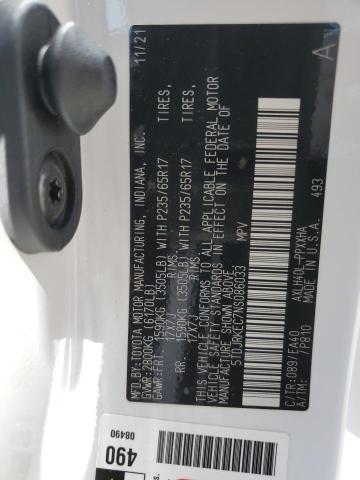 MFD.BY:TOYOTA MOTOR MANUFACTURING, INDIANA, INC. 11/21
GVWR:2800KG(6170LB)
GAWR:FRT. 1590KG (3505LB) WITH P235/65R17 TIRES,
17X7J RIMS
RR. 1590KG (3505LB) WITH P235/65R17 TIRES,
17X7J RIMS
THIS VEHICLE CONFORMS TO ALL APPLICABLE FEDERAL MOTOR
VEHICLE SAFETY STANDARDS IN EFFECT ON THE DATE OF
MANUFACTURE SHOWN ABOVE.
5TDJRKEC7NS086033 MPV
C/TR:089/EA40 AXLH40L-PPXXHA
A/TM: /P810 MADE IN U.S.A. 493
A
490
08490